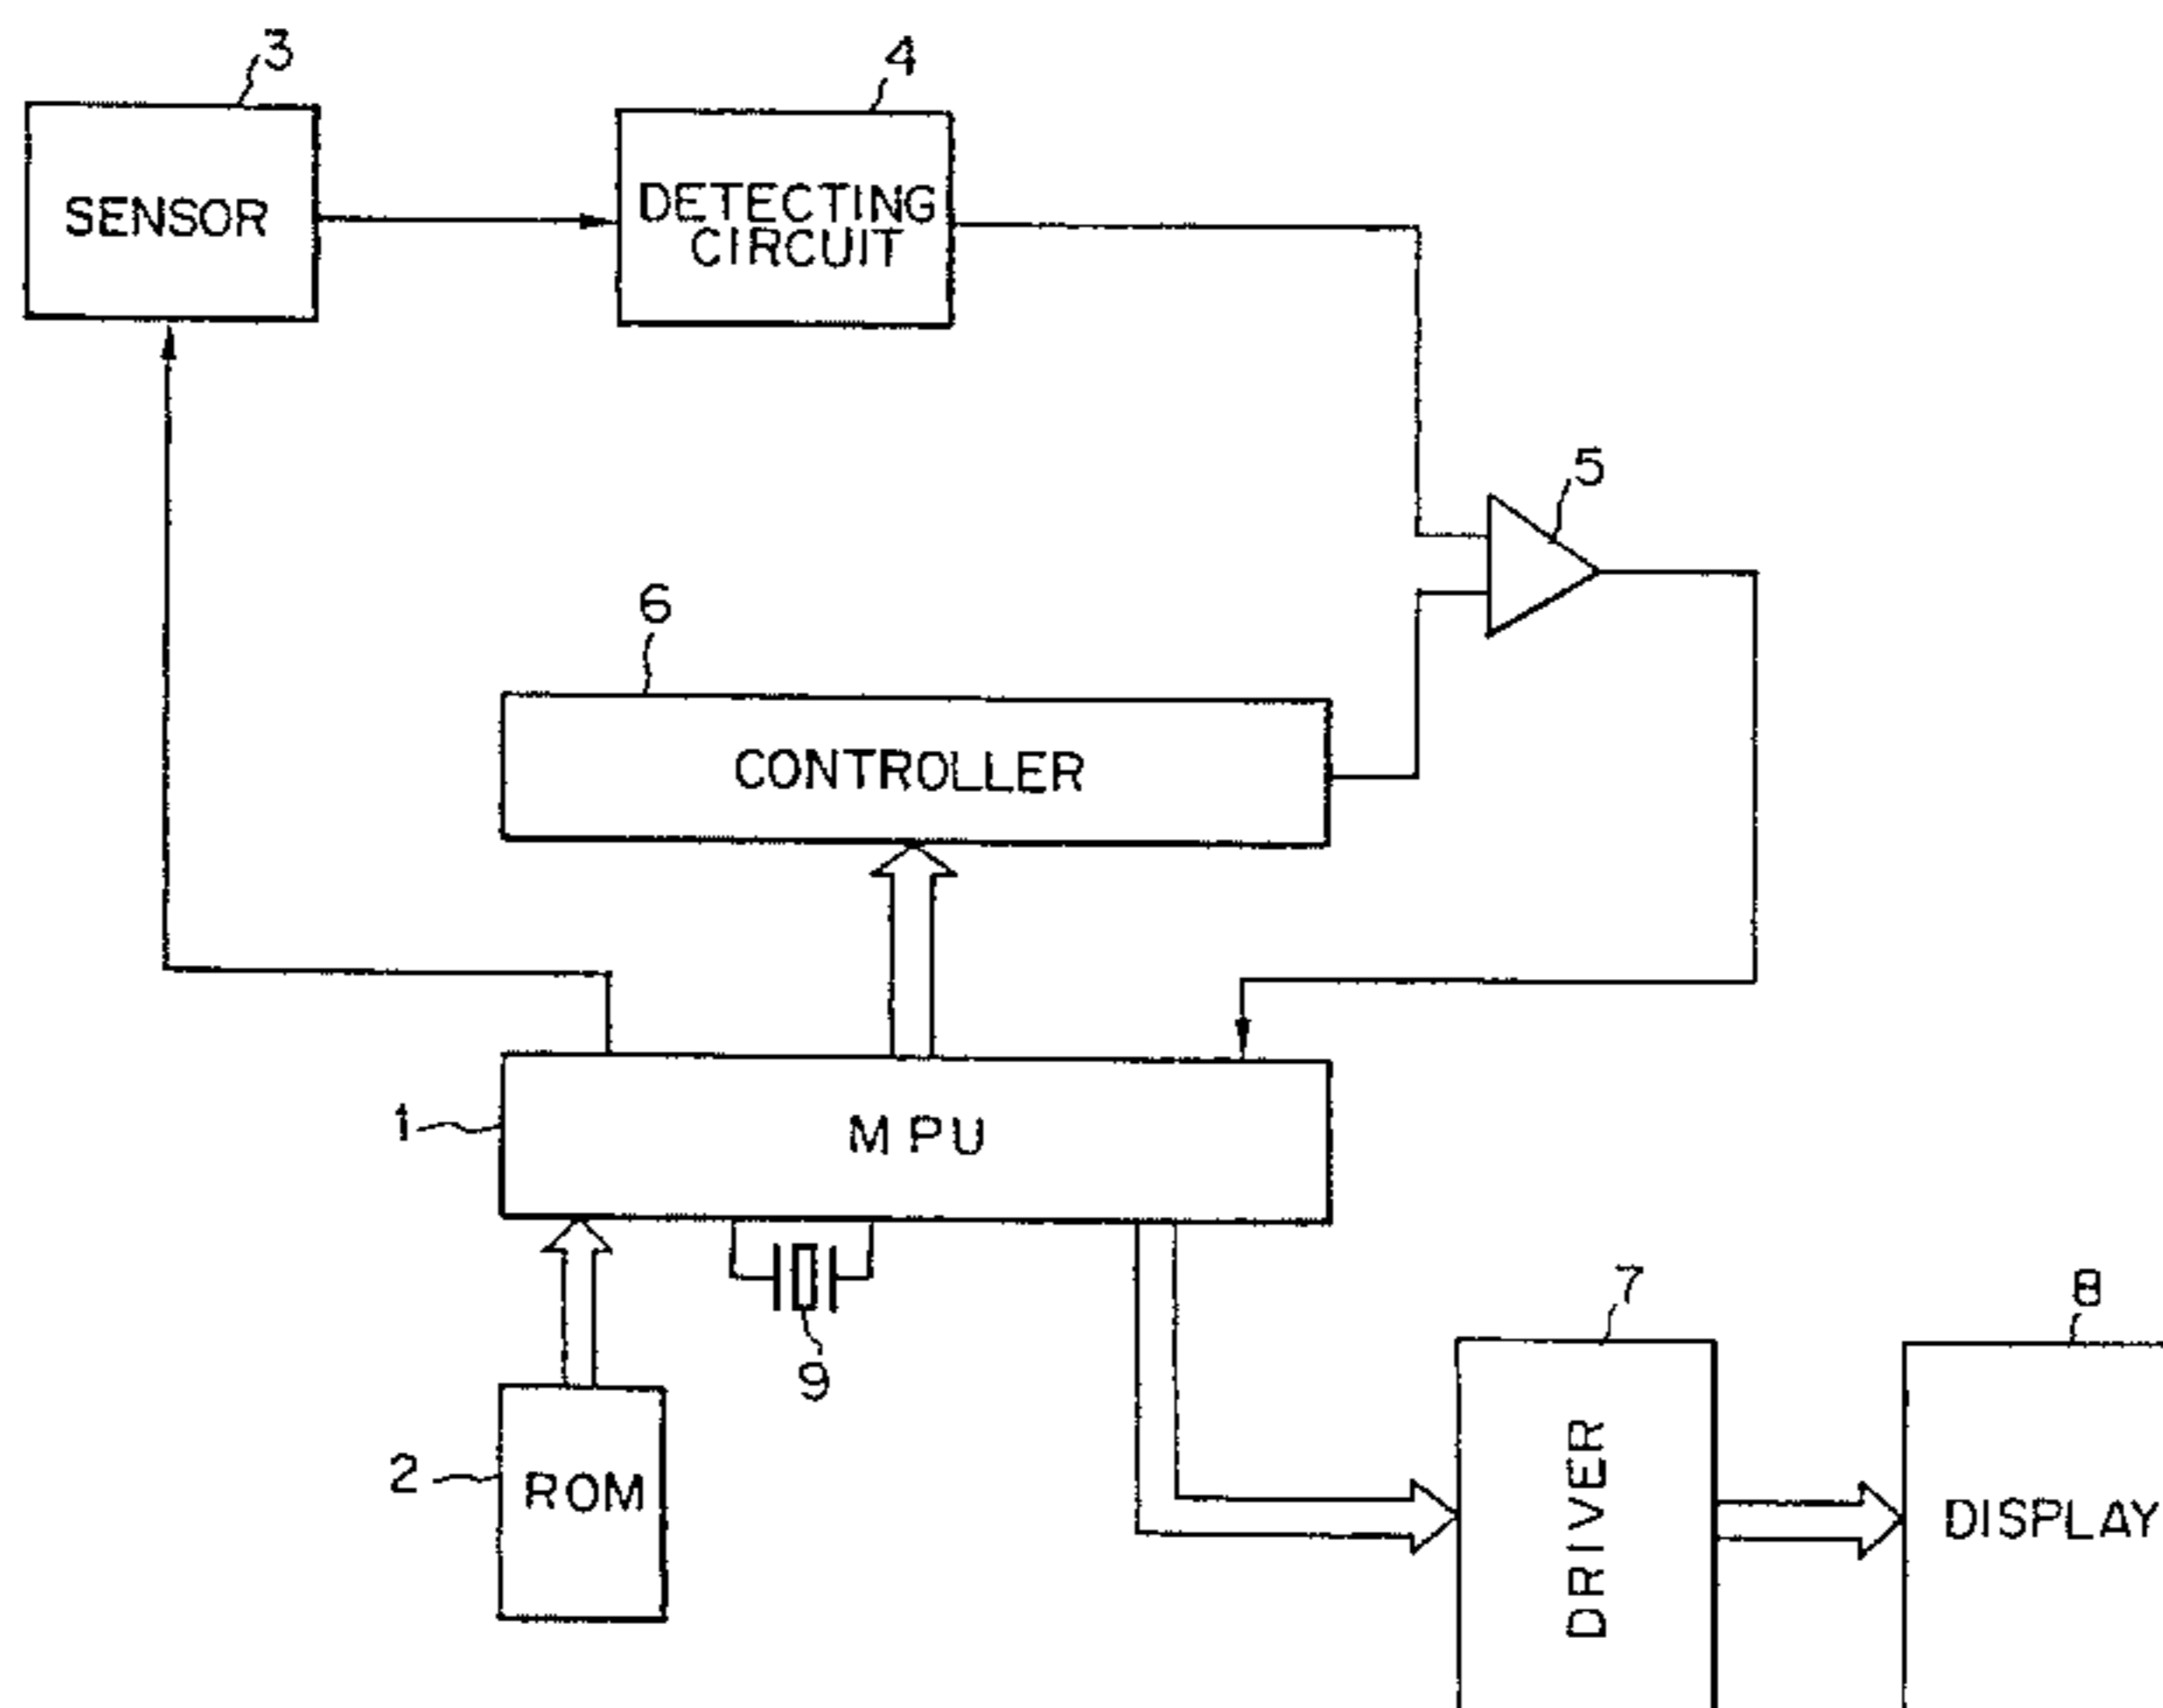 3
4
SENSOR
DETECTING
CIRCUIT
5
6
CONTROLLER
1
MPU
7
8
9
2
ROM
DRIVER
DISPLAY